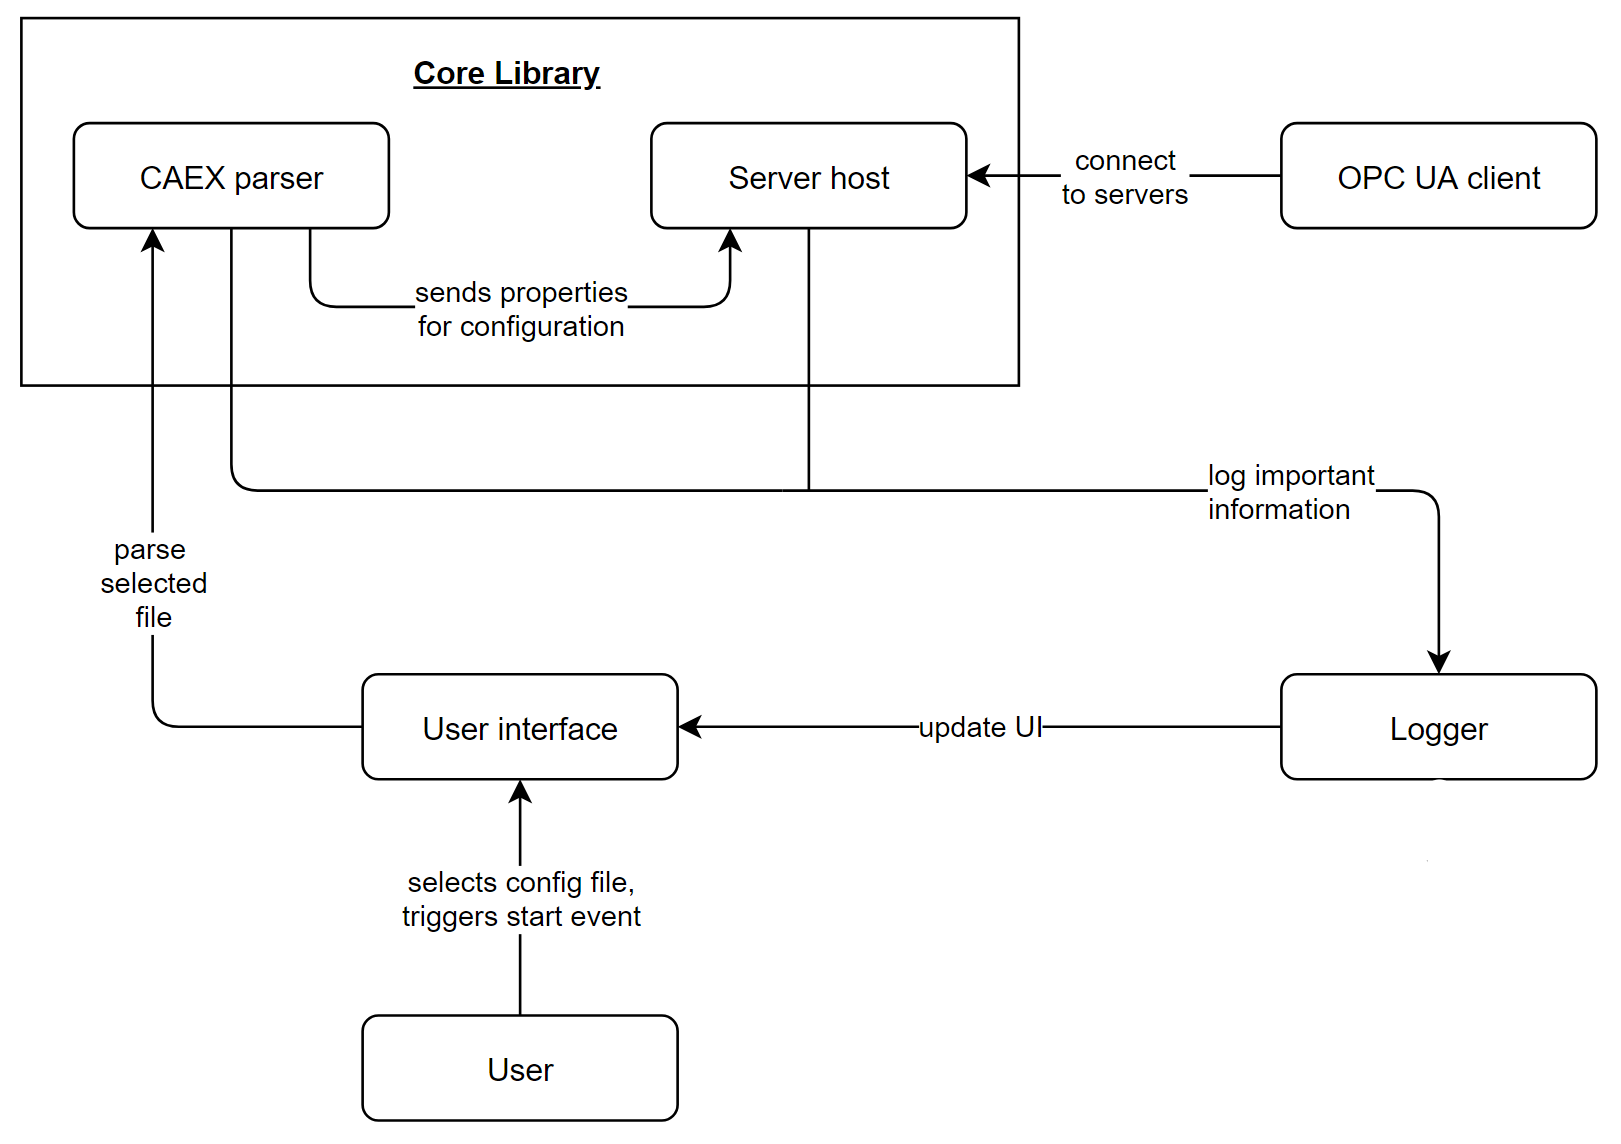 Core Library
CAEX parser
Server host
connect
to servers
OPC UA client
sends properties
for configuration
log important
information
parse
selected
file
User interface
update UI
Logger
selects config file,
triggers start event
User